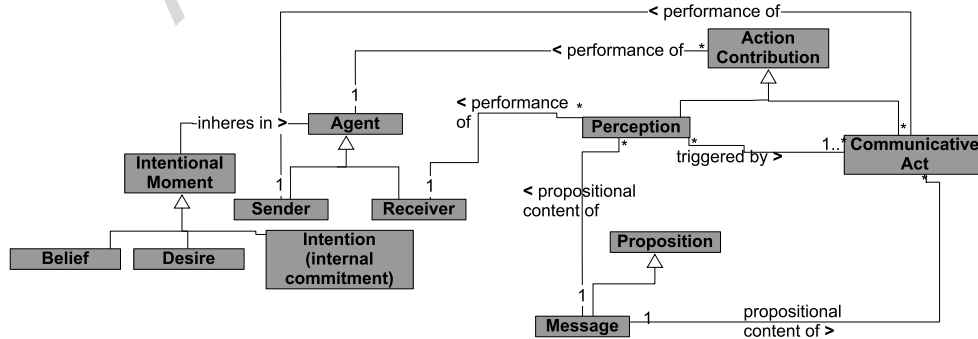 < performance of
Action
Contribution
< performance of
*
1
< performance
of
*
inheres in >
Agent
Perception
*
*
triggered by >
1..*
*
Communicative
Act
*
Intentional
Moment
1
Sender
1
Receiver
< propositional
content of
Belief
Desire
Intention
(internal
commitment)
Proposition
1
Message
1
propositional
content of >